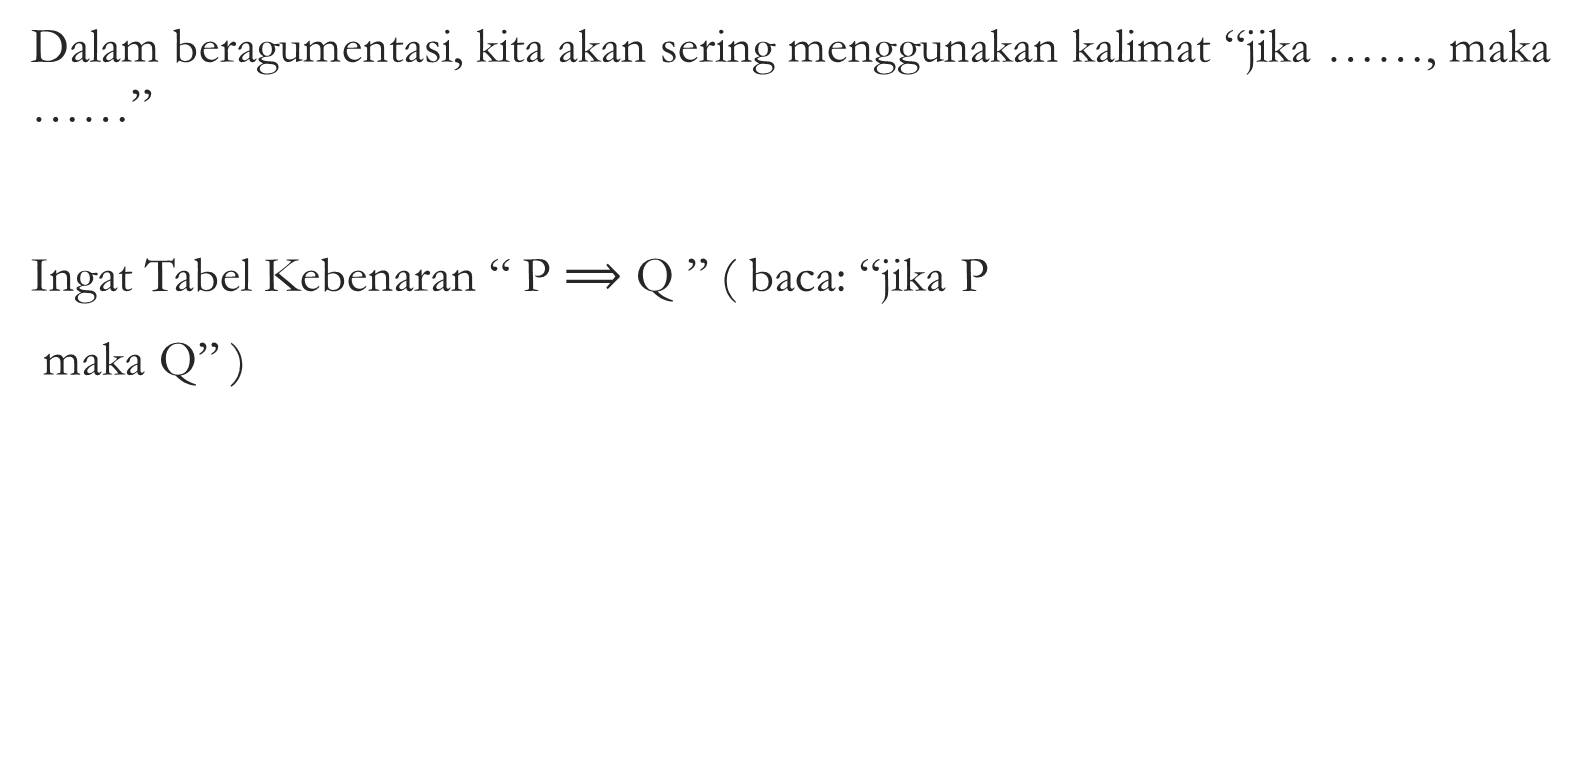 Dalam beragumentasi, kita akan sering menggunakan kalimat “jika ……, maka
……”
Ingat Tabel Kebenaran “ P ⟹ Q ” ( baca: “jika P
maka Q” )